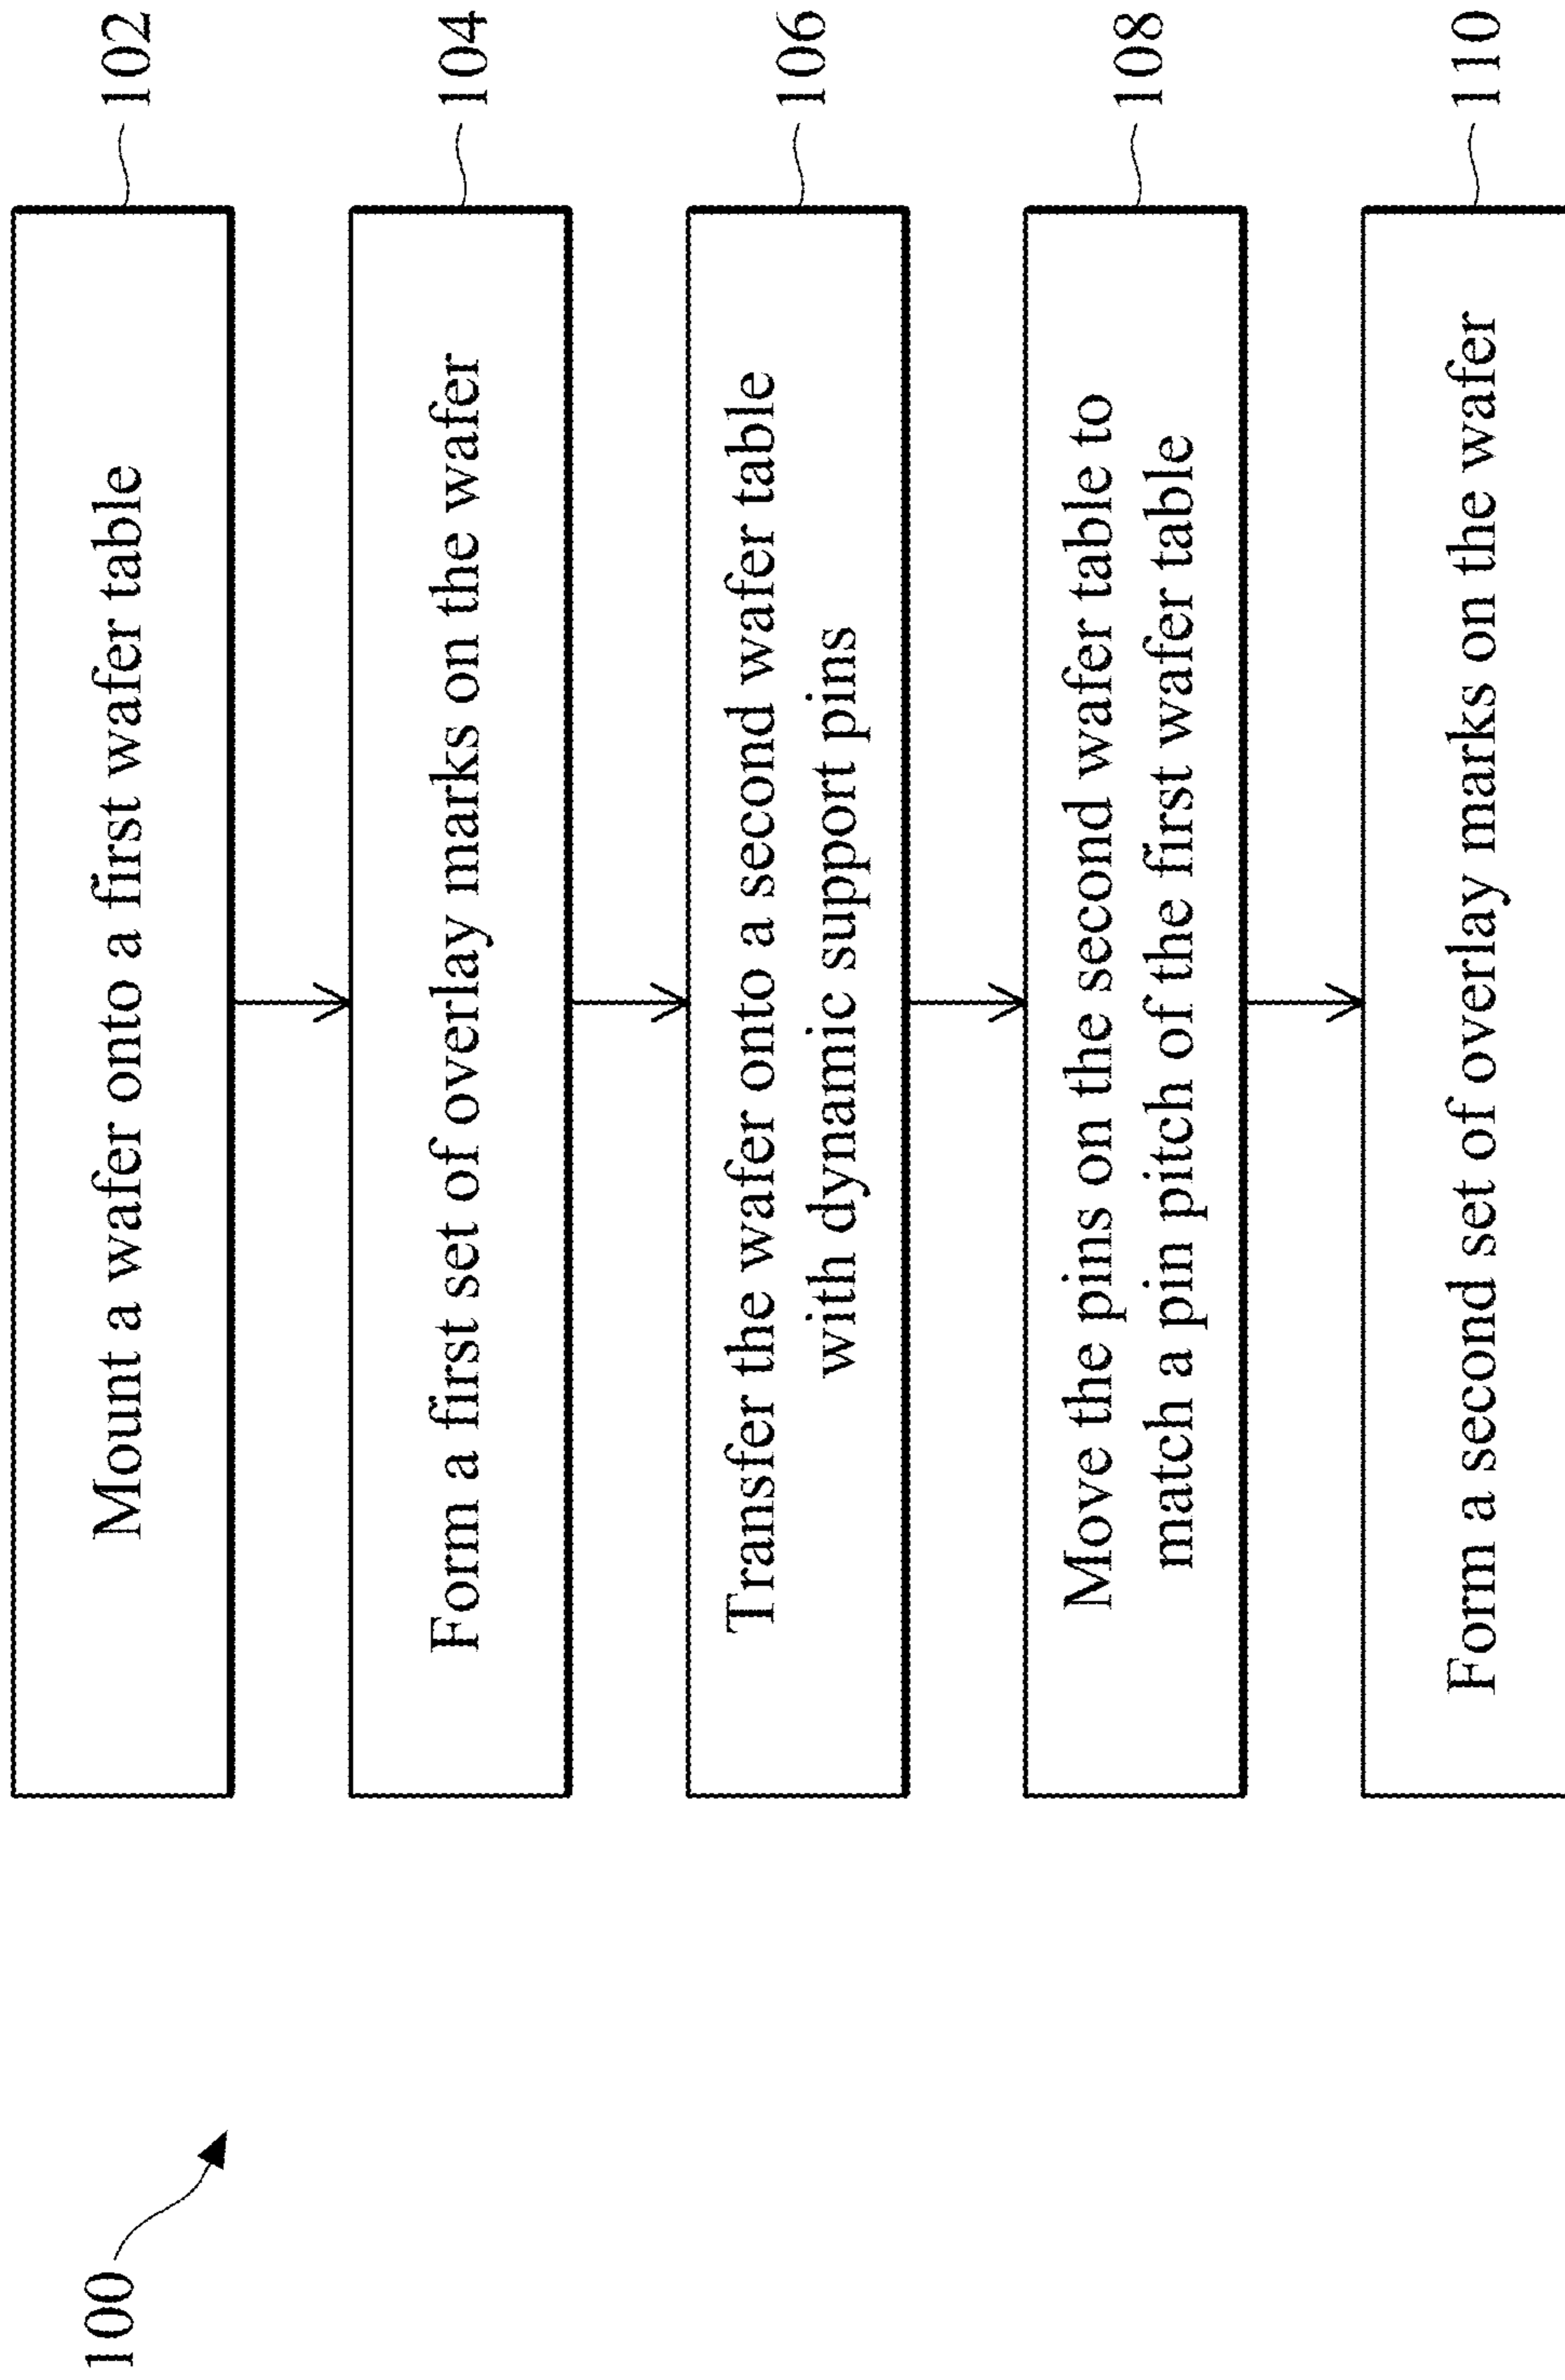 100
Mount a wafer onto a first wafer table
102
Form a first set of overlay marks on the wafer
104
Transfer the wafer onto a second wafer table
with dynamic support pins
106
Move the pins on the second wafer table to
match a pin pitch of the first wafer table
108
Form a second set of overlay marks on the wafer
110